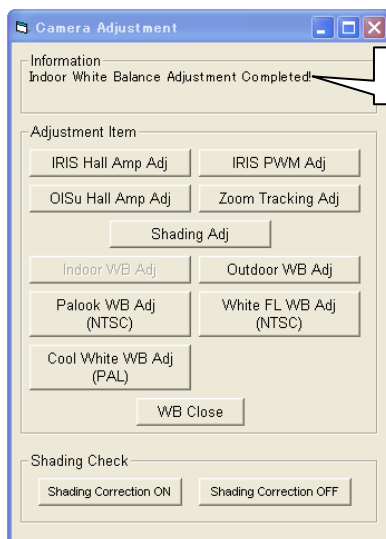 Camera Adjustment
Information
Indoor White Balance Adjustment Completed!
Adjustment Item
IRIS Hall Amp Adj
IRIS PWM Adj
OISu Hall Amp Adj
Zoom Tracking Adj
Shading Adj
Indoor WB Adj
Outdoor WB Adj
Palook WB Adj
(NTSC)
White FL WB Adj
(NTSC)
Cool White WB Adj
(PAL)
WB Close
Shading Check
Shading Correction ON
Shading Correction OFF